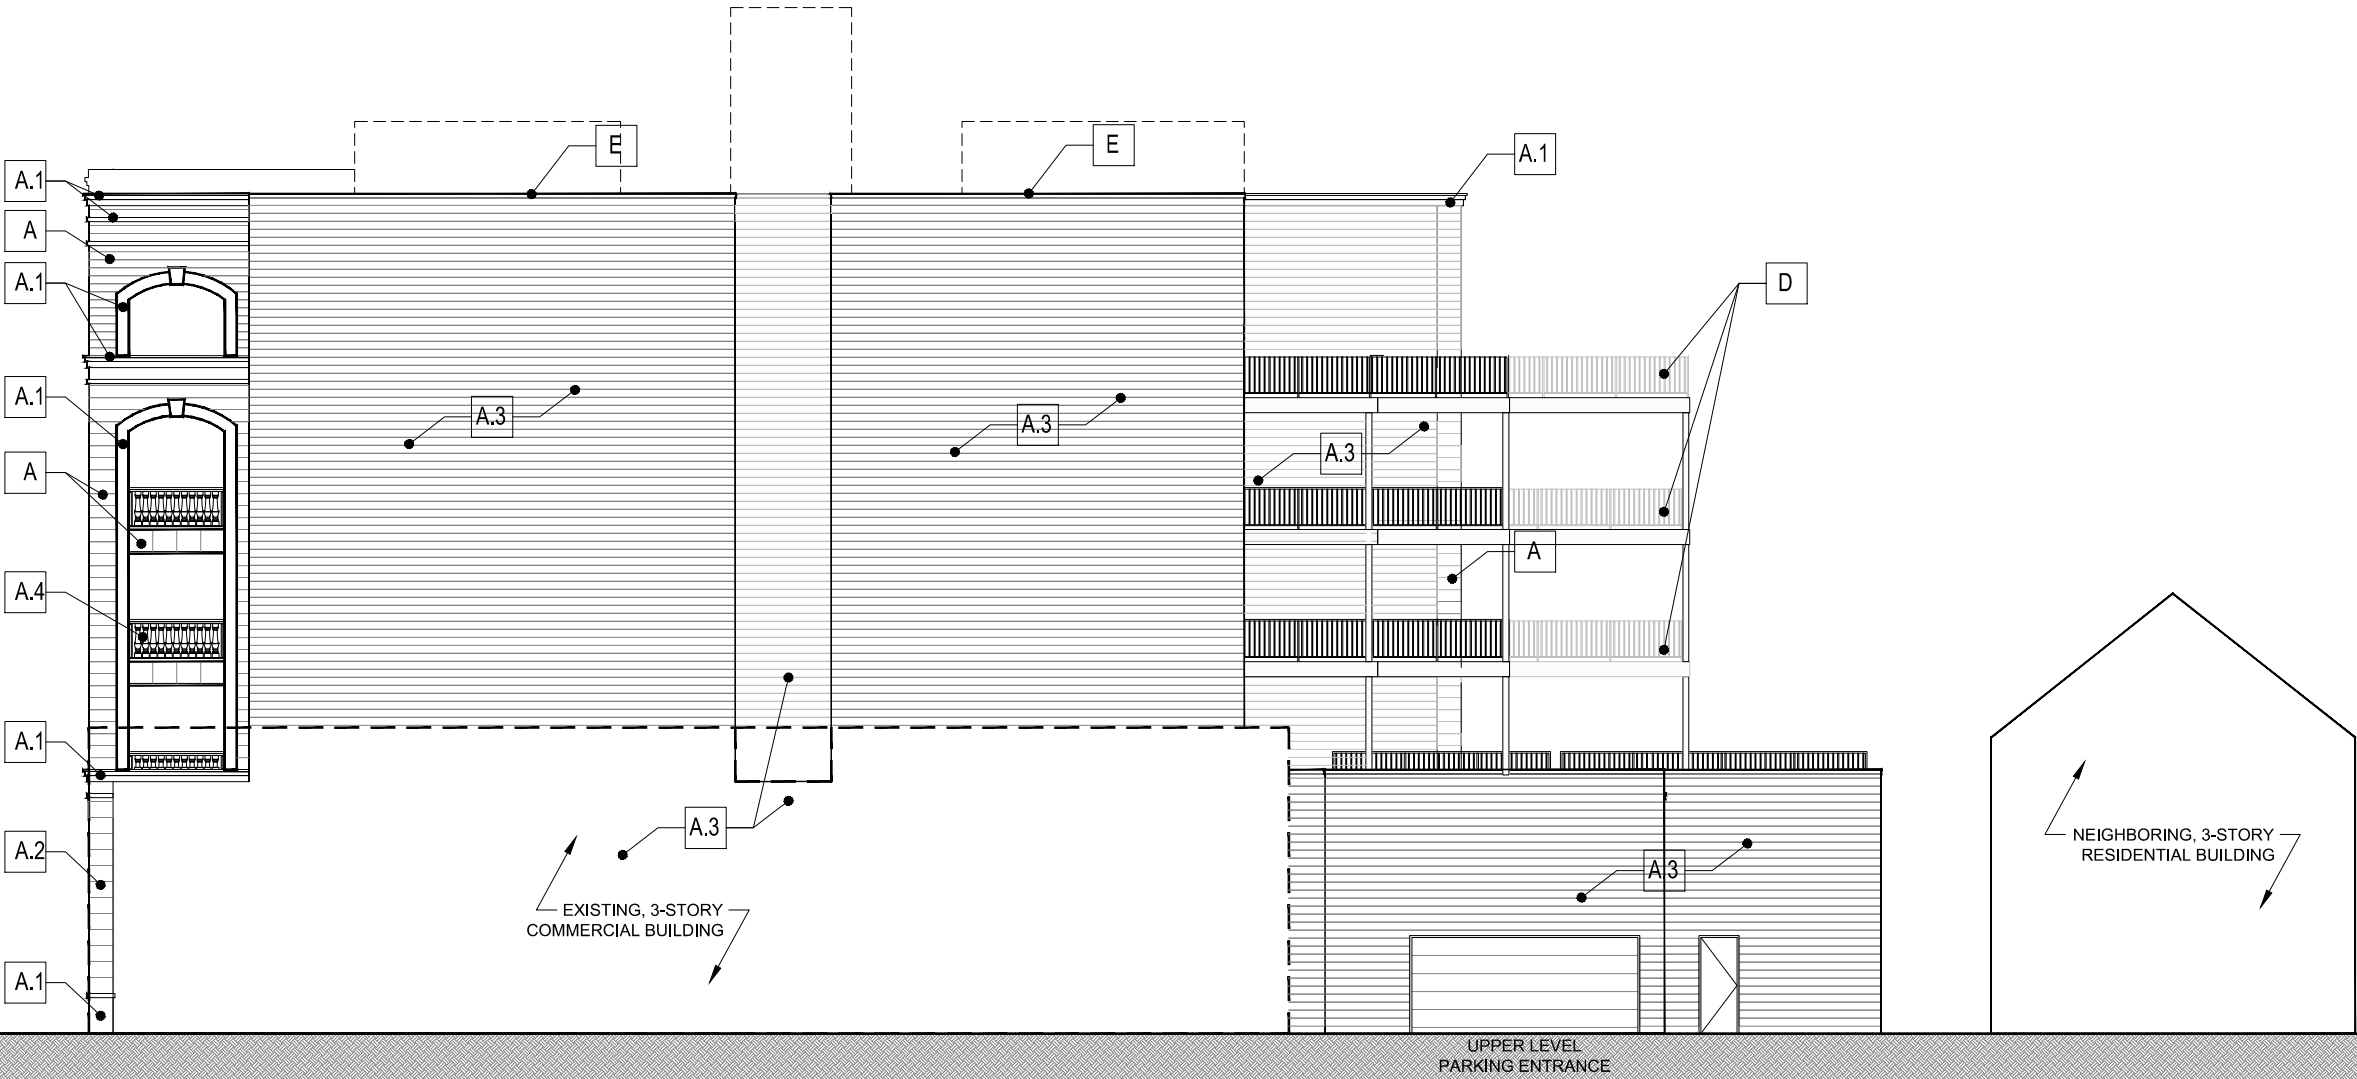 E
E
A.1
A.1
A
A.1
D
A.1
A.3
A.3
A.3
A
A
A.4
A.1
A.3
A.2
NEIGHBORING, 3-STORY
RESIDENTIAL BUILDING
A.3
EXISTING, 3-STORY
COMMERCIAL BUILDING
A.1
UPPER LEVEL
PARKING ENTRANCE